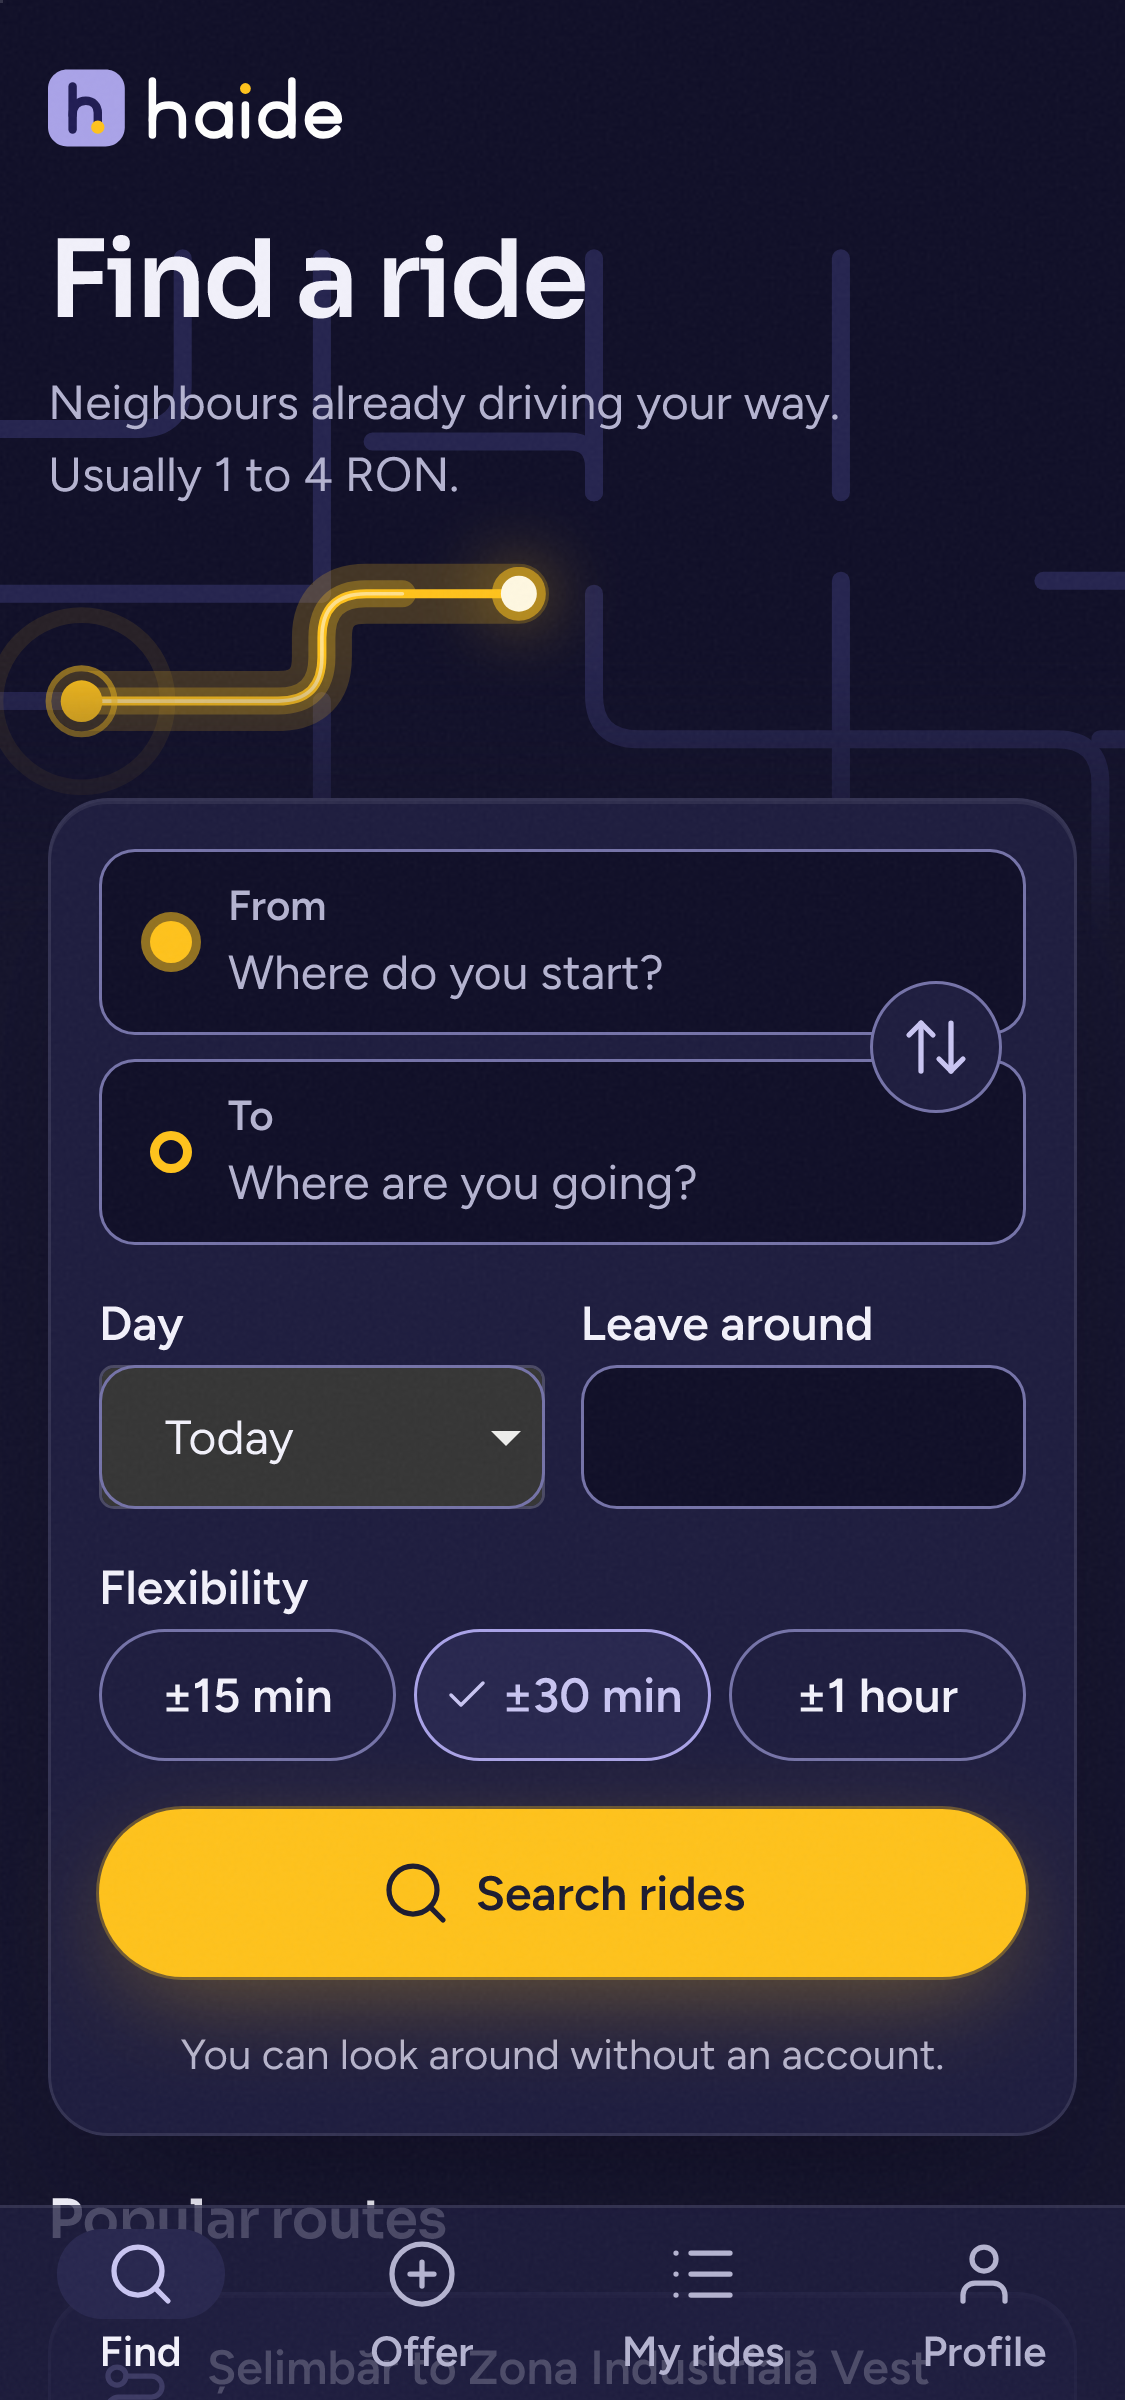 h. haide
Find a ride
Neighbours already driving your way.
Usually 1 to 4 RON.
From
Where do you start?
To
Where are you going?
Day
Leave around
Today
Flexibility
±15 min
±30 min
±1 hour
Search rides
You can look around without an account.
Popular routes
Find
Offer
My rides
Profile
Șelimbăr to Zona Industrială Vest